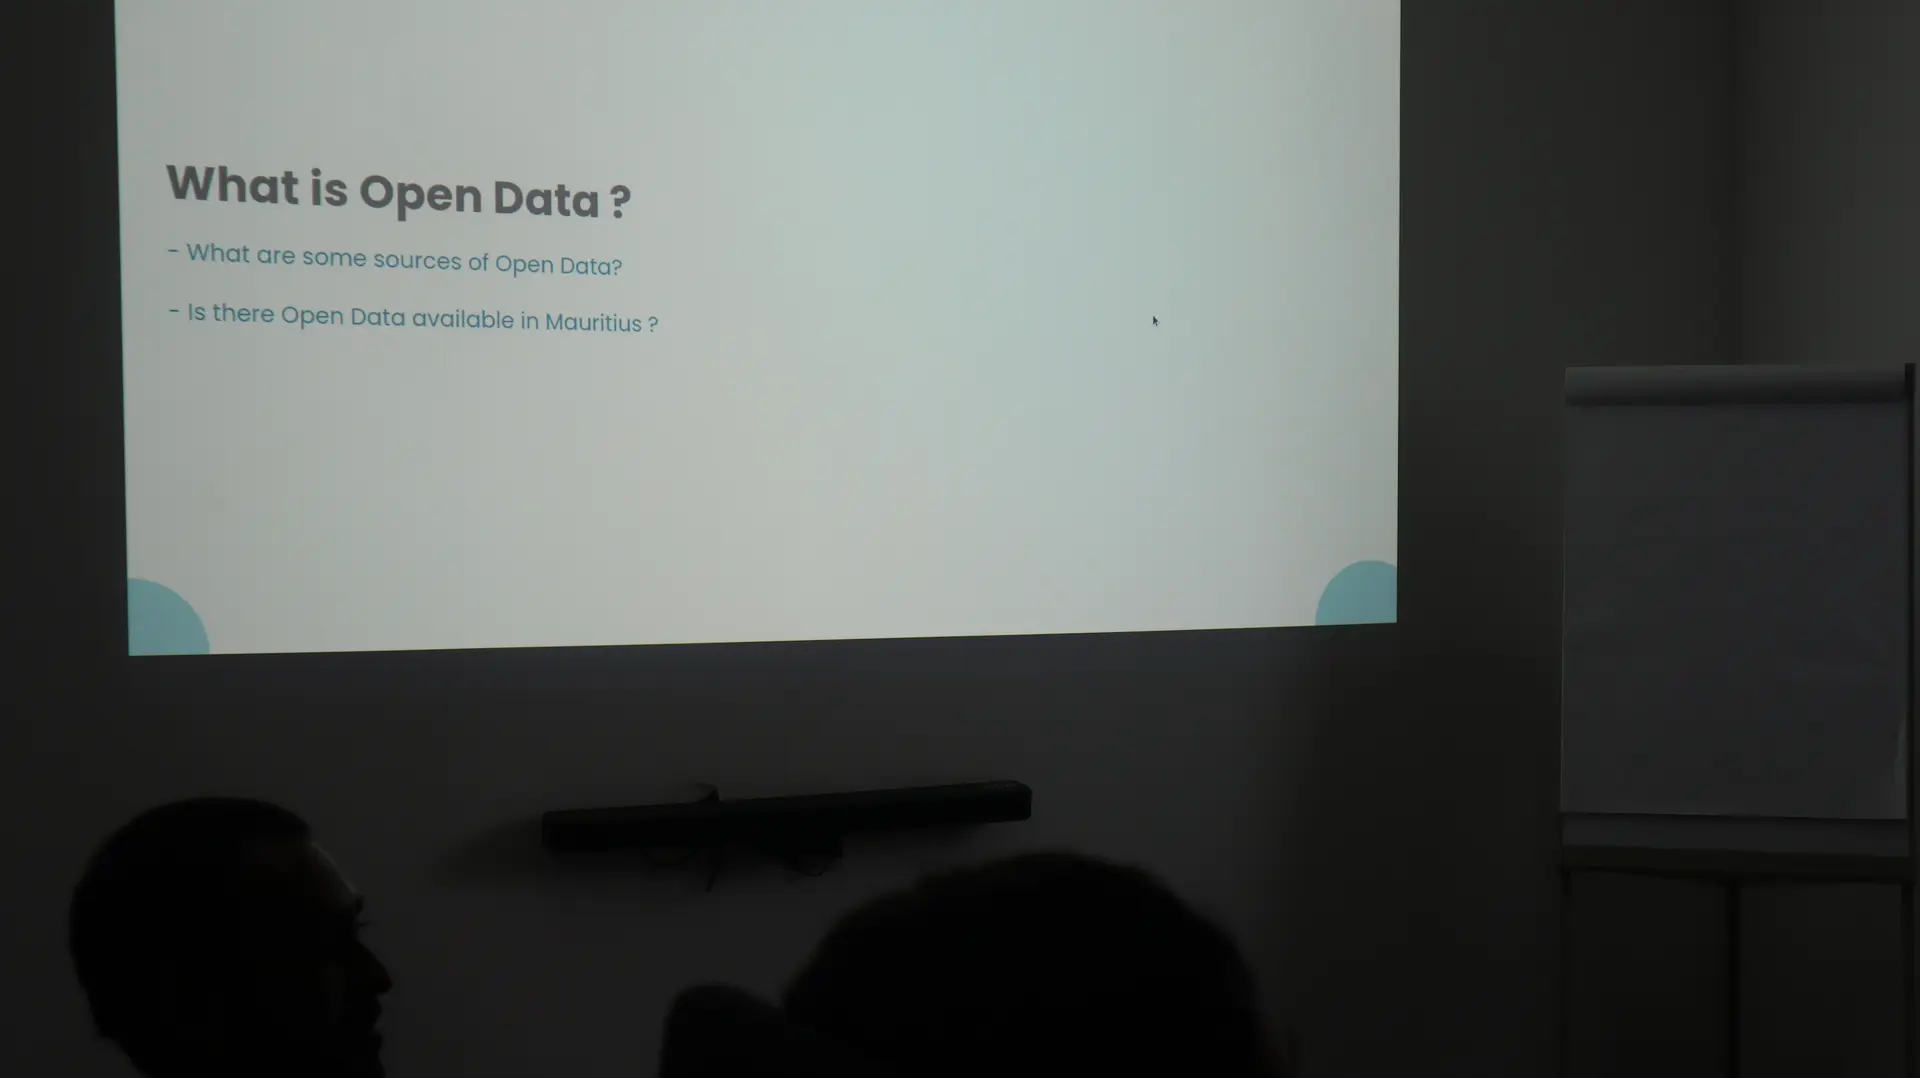 What is Open Data ?
- What are some sources of Open Data?
- Is there Open Data available in Mauritius ?